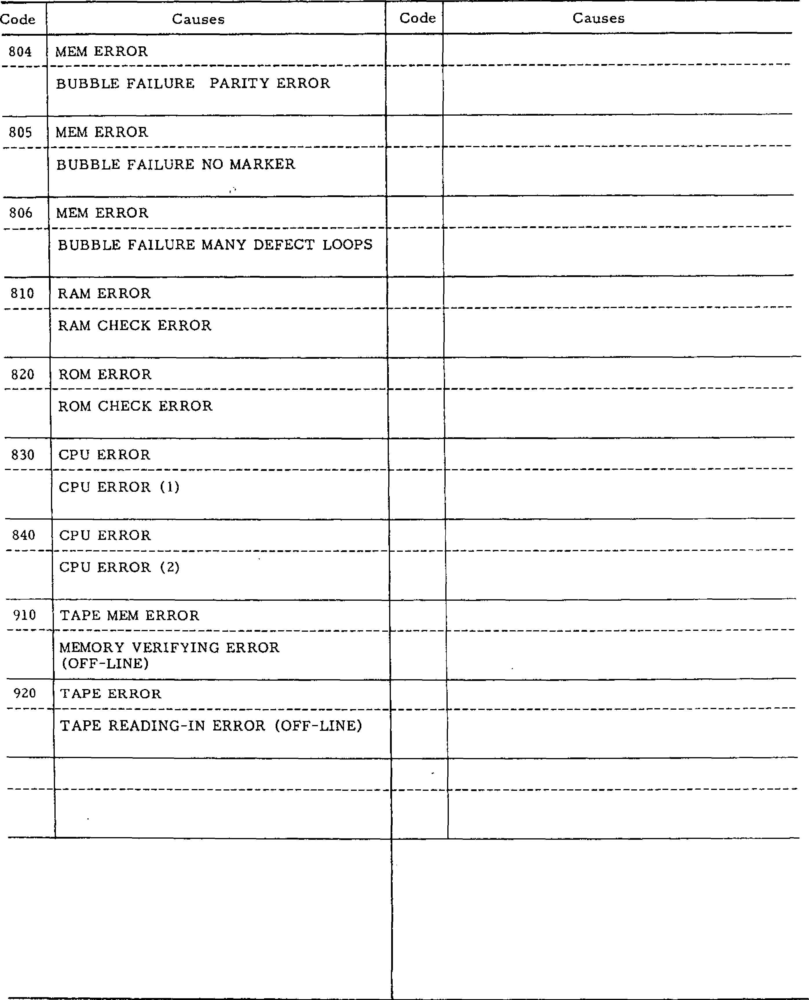 Code Causes Code Causes
804 MEM ERROR
BUBBLE FAILURE PARITY ERROR
805 MEM ERROR
BUBBLE FAILURE NO MARKER
806 MEM ERROR
BUBBLE FAILURE MANY DEFECT LOOPS
810 RAM ERROR
RAM CHECK ERROR
820 ROM ERROR
ROM CHECK ERROR
830 CPU ERROR
CPU ERROR (1)
840 CPU ERROR
CPU ERROR (2)
910 TAPE MEM ERROR
MEMORY VERIFYING ERROR
(OFF-LINE)
920 TAPE ERROR
TAPE READING-IN ERROR (OFF-LINE)